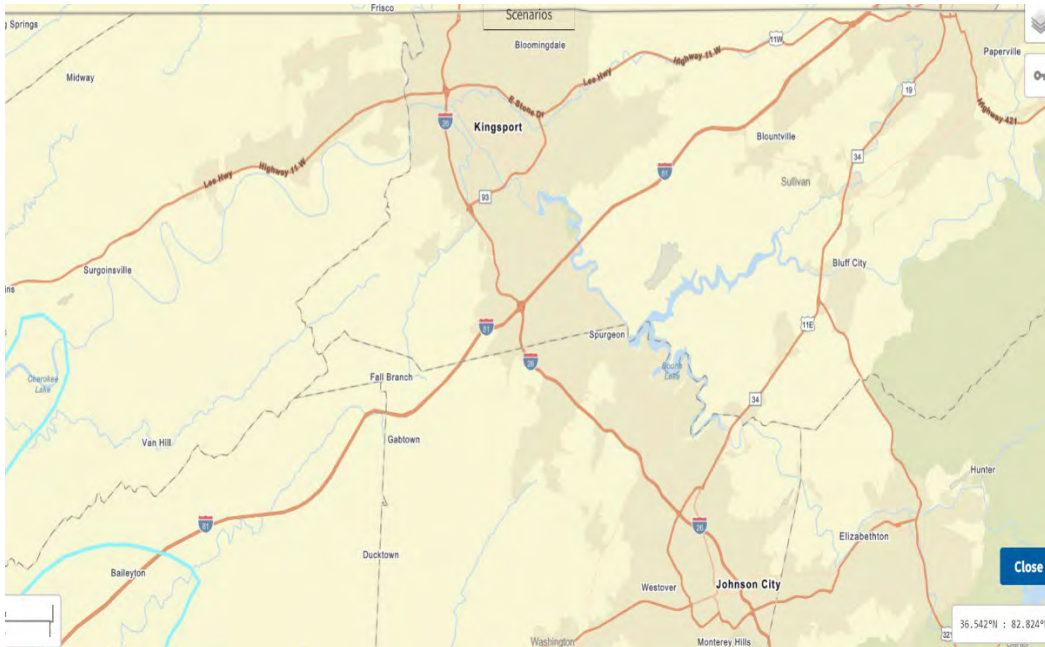 Frisco
Scenarios
g Springs
11W
Highway 11 W
Paperville
Bloomingdale
Midway
Lee Hwy
E Stone Dr
19
Highway 421
26
Kingsport
Blountville
34
Lee Hwy
Highway 11 W
81
Sullivan
93
Surgoinsville
Bluff City
ins
81
11E
Spurgeon
26
Boone
Lake
Cherokee
Lake
Fall Branch
34
Van Hill
Gabtown
Hunter
81
26
Elizabethton
Ducktown
Close
Baileyton
Westover
Johnson City
36.542°N : 82.824°
Washington
Monterey Hills
321